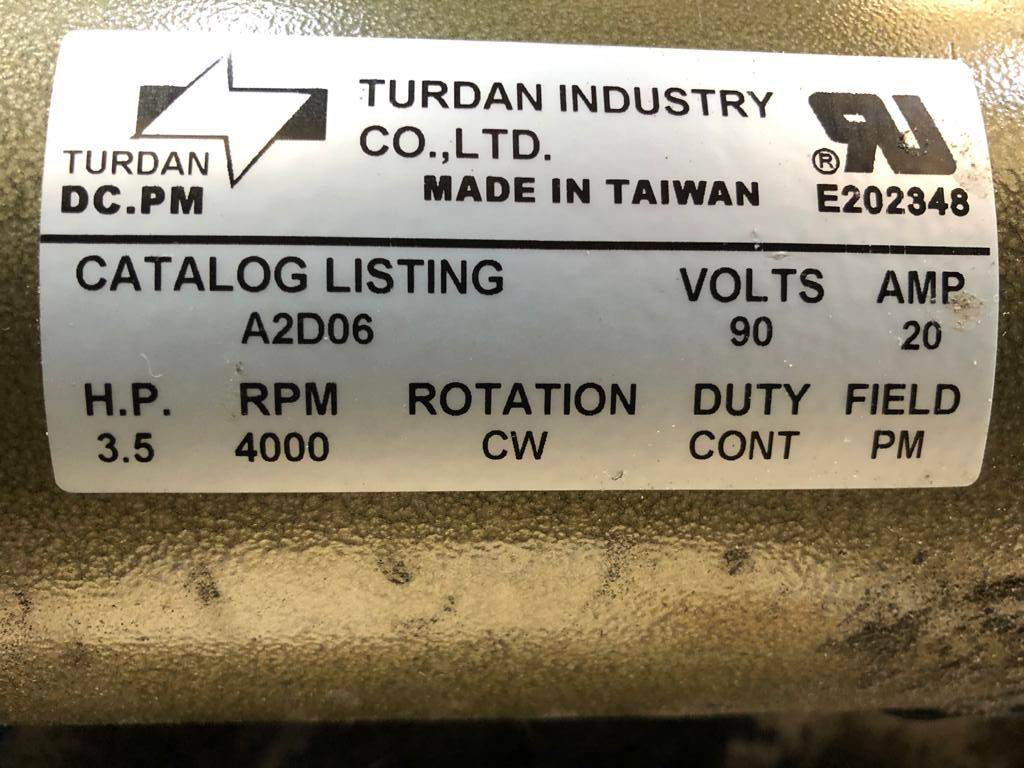 TURDAN INDUSTRY
CO.,LTD.
TURDAN
DC.PM
MADE IN TAIWAN
RU
®
E202348
CATALOG LISTING VOLTS AMP
A2D06 90 20
H.P. RPM ROTATION DUTY FIELD
3.5 4000 CW CONT PM